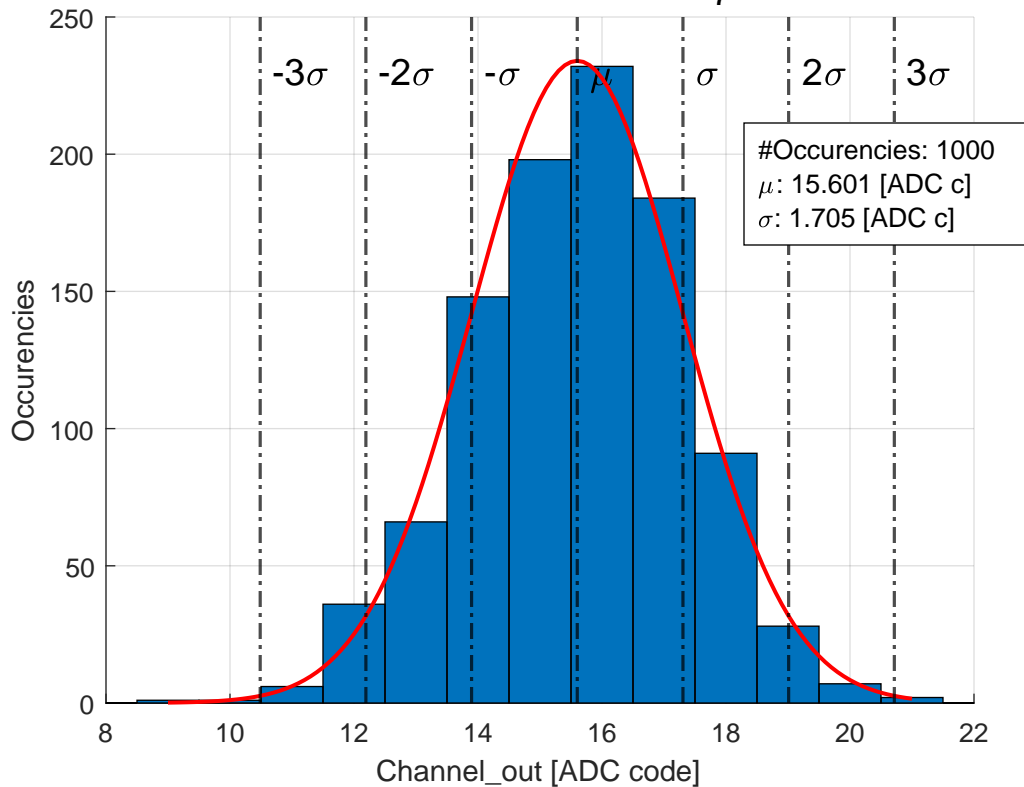 250
-3σ -2σ -σ μ σ 2σ 3σ
#Occurencies: 1000
μ: 15.601 [ADC c]
σ: 1.705 [ADC c]
200
150
100
50
0
Occurencies
8 10 12 14 16 18 20 22
Channel_out [ADC code]